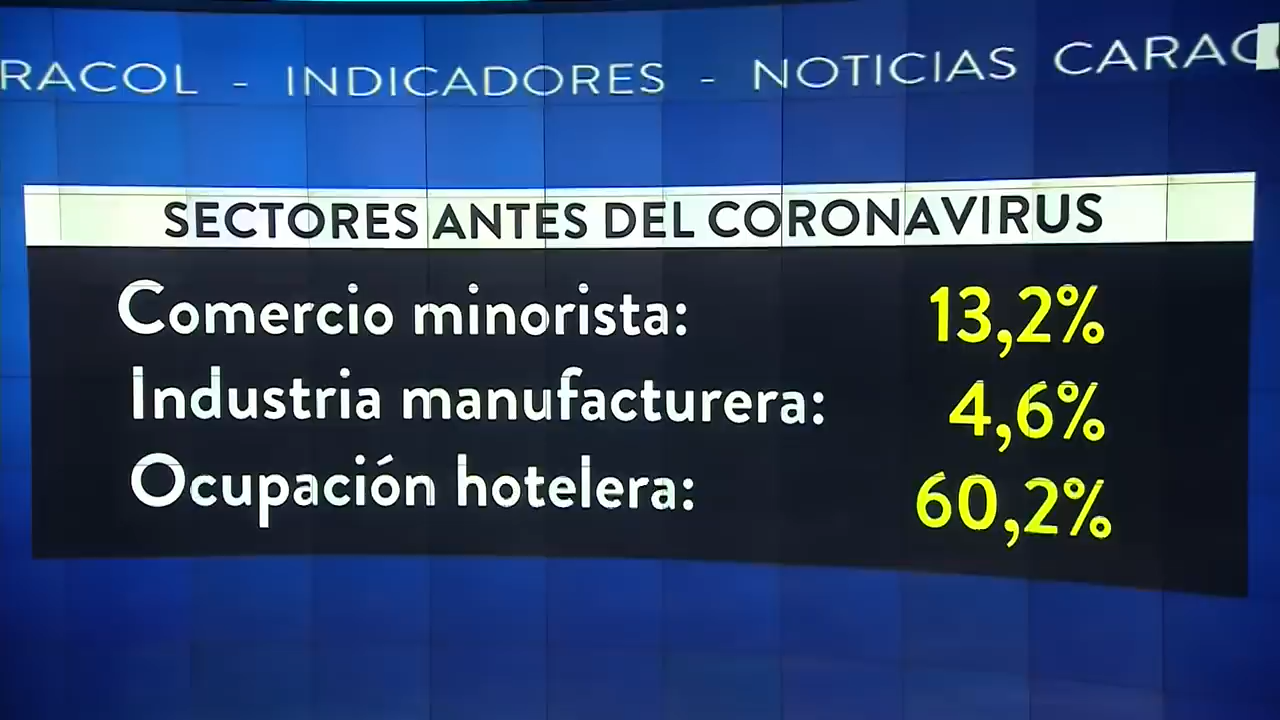 RACOL - INDICADORES - NOTICIAS CARAC
SECTORES ANTES DEL CORONAVIRUS
Comercio minorista: 13,2%
Industria manufacturera: 4,6%
Ocupación hotelera: 60,2%